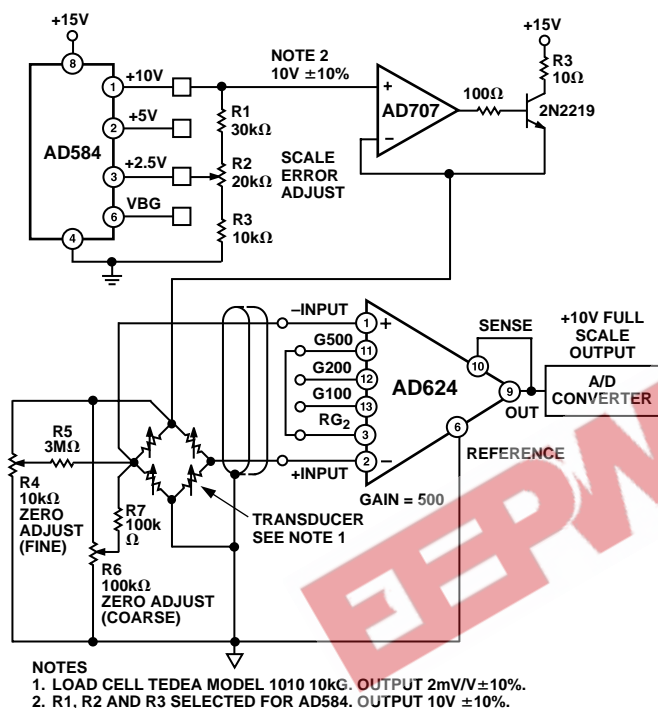 +15V
8
AD584
1
+10V
2
+5V
3
+2.5V
6
VBG
4
R1
30kΩ
R2
20kΩ
R3
10kΩ
SCALE
ERROR
ADJUST
NOTE 2
10V ±10%
+
AD707
−
100Ω
+15V
R3
10Ω
2N2219
−INPUT
1
+
G500
11
G200
12
G100
13
RG2
3
2
−
+INPUT
AD624
GAIN = 500
SENSE
10
9
OUT
6
REFERENCE
+10V FULL
SCALE
OUTPUT
A/D
CONVERTER
R5
3MΩ
R4
10kΩ
ZERO
ADJUST
(FINE)
R7
100k
Ω
R6
100kΩ
ZERO ADJUST
(COARSE)
TRANSDUCER
SEE NOTE 1
EEPW
NOTES
1. LOAD CELL TEDEA MODEL 1010 10kG. OUTPUT 2mV/V±10%.
2. R1, R2 AND R3 SELECTED FOR AD584. OUTPUT 10V ±10%.